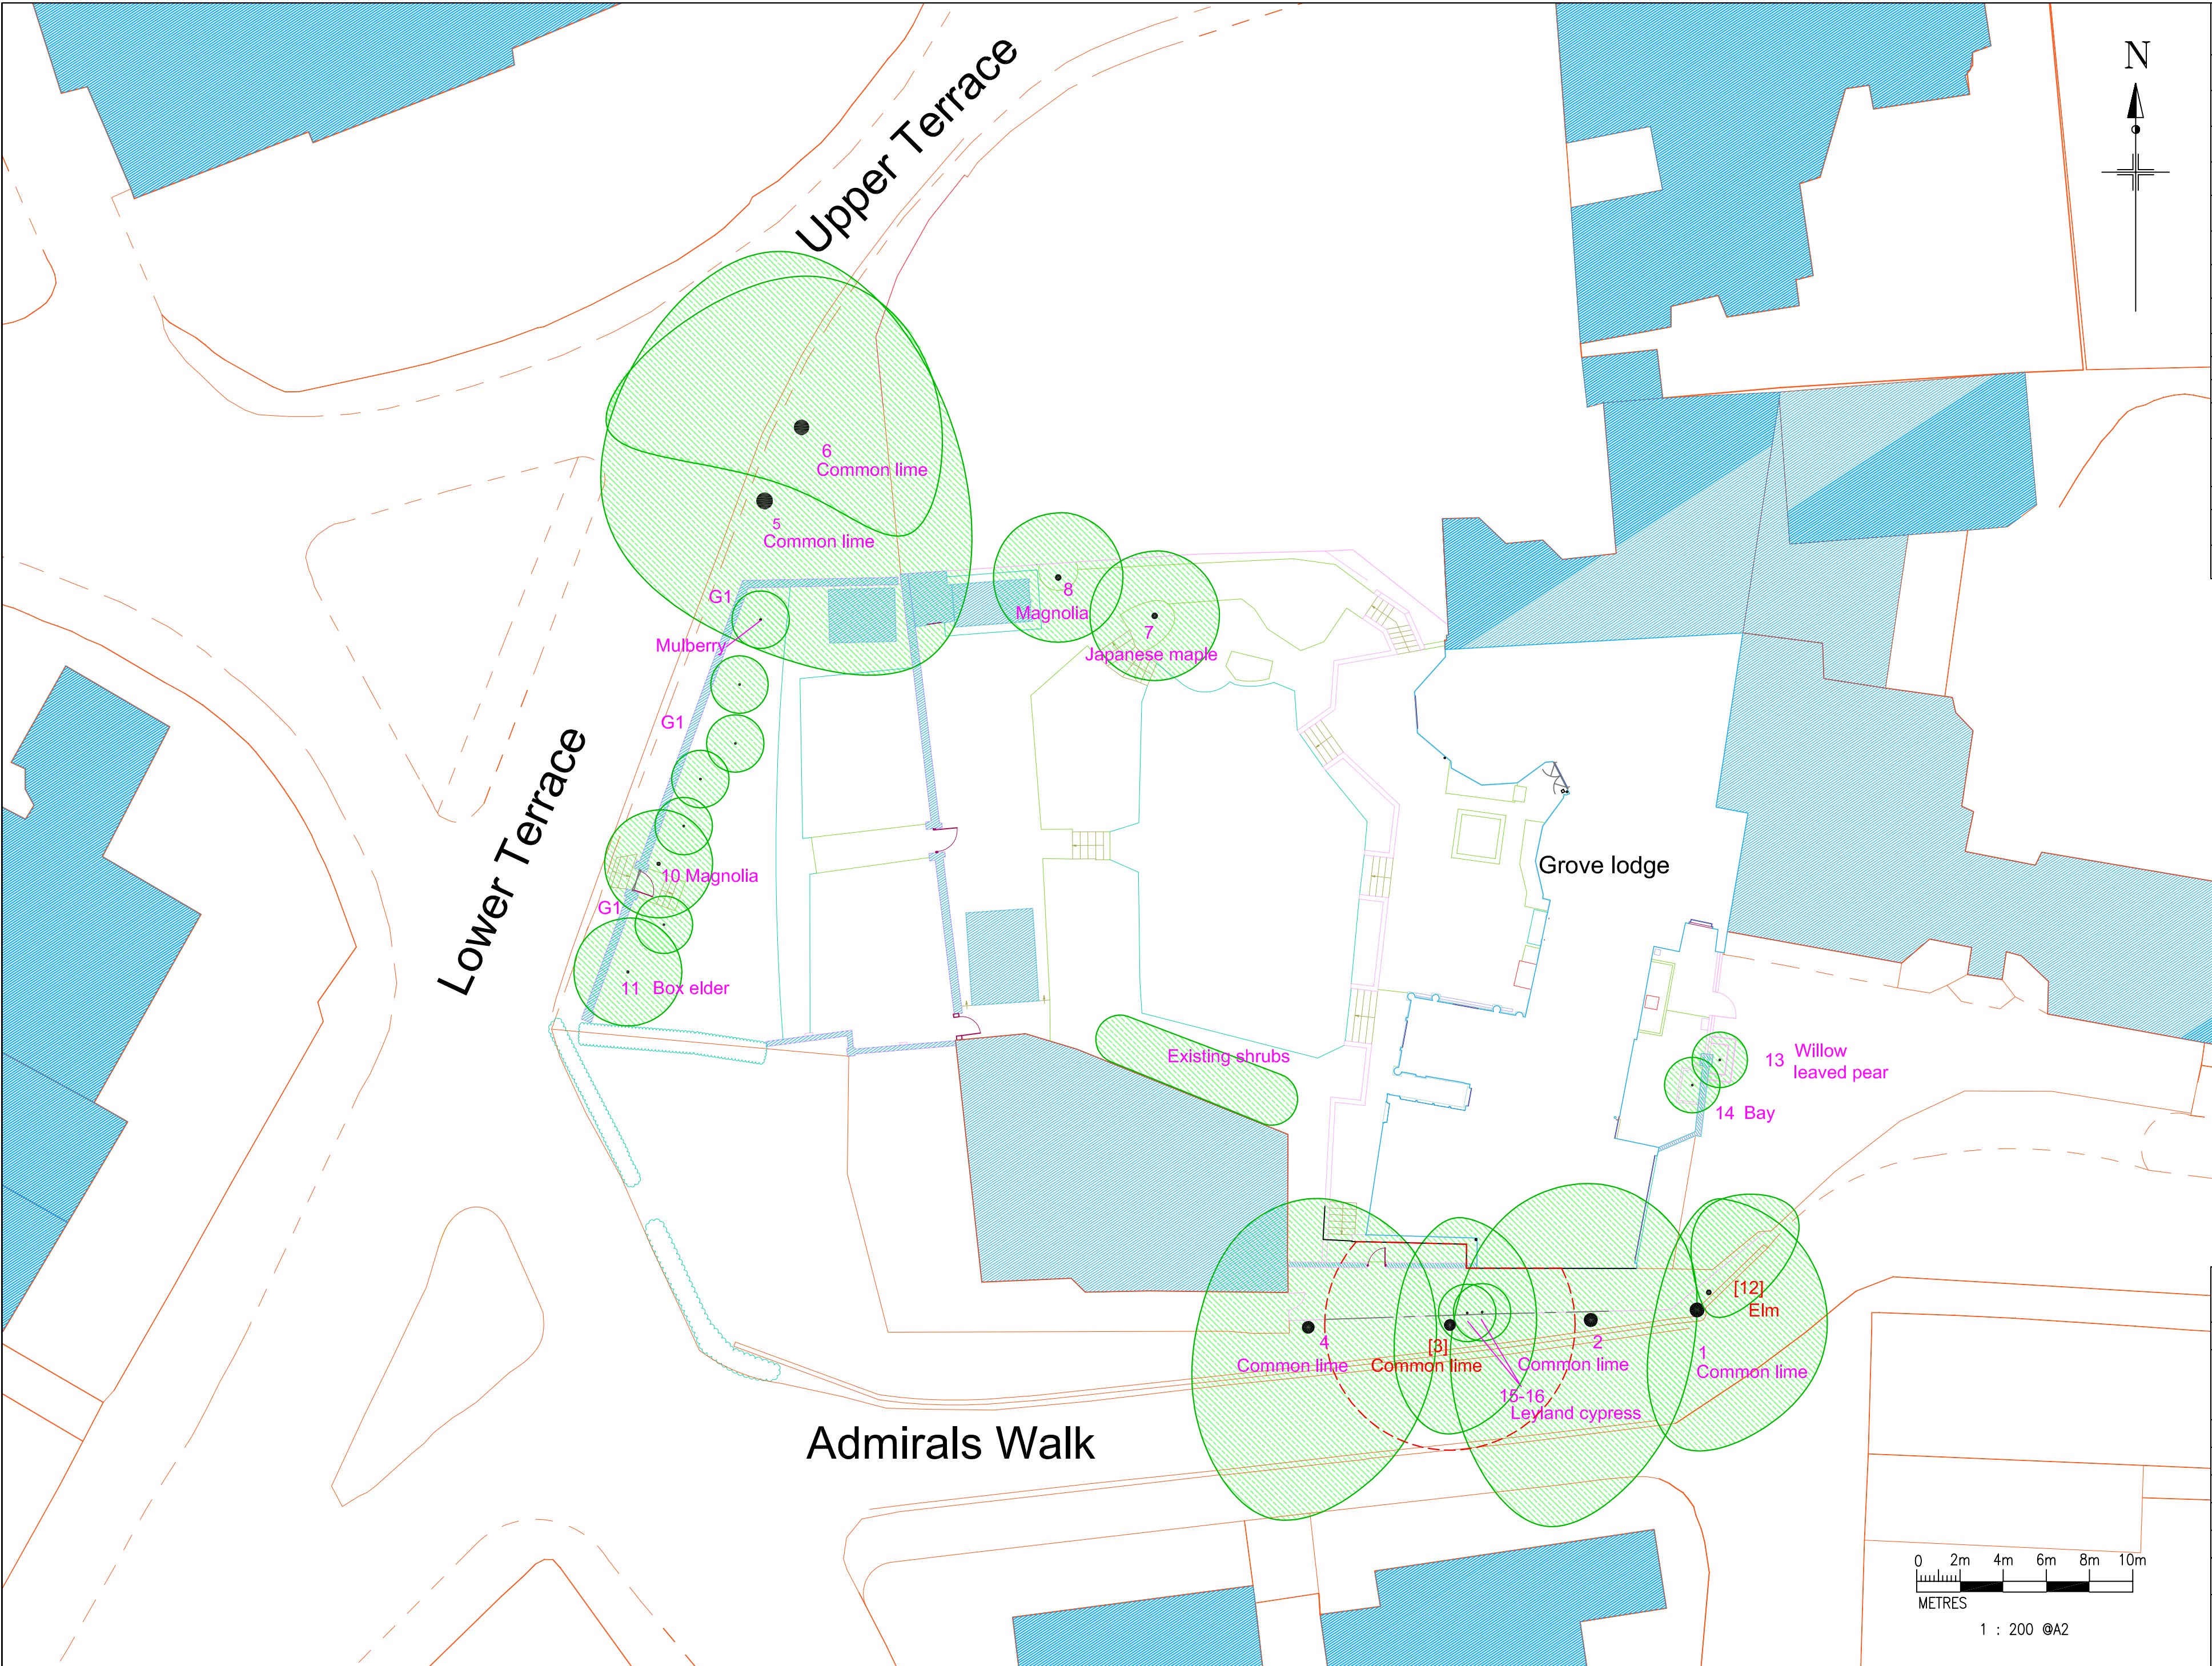 N
Upper Terrace
6
Common lime
5
Common lime
G1
Mulberry
8
Magnolia
7
Japanese maple
G1
Lower Terrace
10 Magnolia
G1
11 Box elder
Grove lodge
Existing shrubs
13 Willow
leaved pear
14 Bay
[12]
Elm
4
Common lime
[3]
Common lime
2
Common lime
1
Common lime
15-16
Leyland cypress
Admirals Walk
0 2m 4m 6m 8m 10m
METRES
1 : 200 @A2